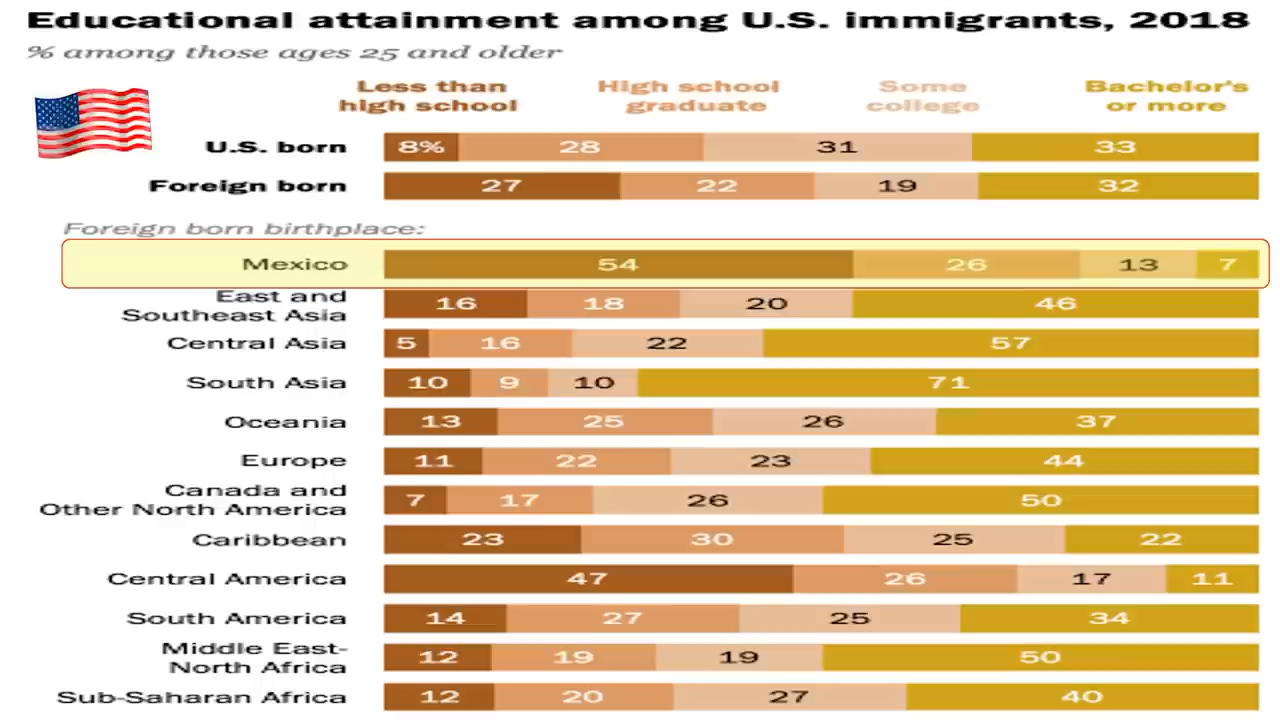 Educational attainment among U.S. immigrants, 2018
% among those ages 25 and older
Less than high school
High school graduate
Some college
Bachelor's or more
U.S. born 8% 28 31 33
Foreign born 27 22 19 32
Foreign born birthplace:
Mexico 54 26 13 7
East and Southeast Asia 16 18 20 46
Central Asia 5 16 22 57
South Asia 10 9 10 71
Oceania 13 25 26 37
Europe 11 22 23 44
Canada and Other North America 7 17 26 50
Caribbean 23 30 25 22
Central America 47 26 17 11
South America 14 27 25 34
Middle East-North Africa 12 19 19 50
Sub-Saharan Africa 12 20 27 40